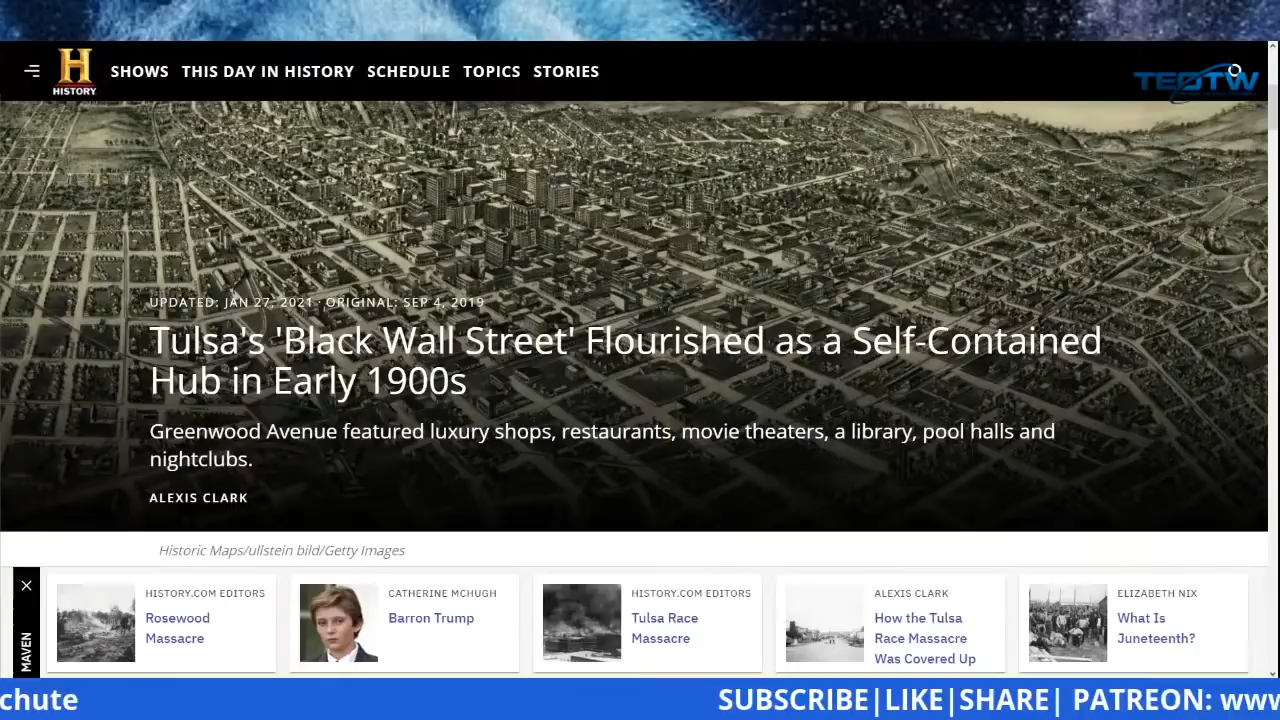 H
HISTORY
SHOWS THIS DAY IN HISTORY SCHEDULE TOPICS STORIES
TEOTW
UPDATED: JAN 27, 2021 · ORIGINAL: SEP 4, 2019
Tulsa's 'Black Wall Street' Flourished as a Self-Contained
Hub in Early 1900s
Greenwood Avenue featured luxury shops, restaurants, movie theaters, a library, pool halls and
nightclubs.
ALEXIS CLARK
Historic Maps/ullstein bild/Getty Images
MAVEN
HISTORY.COM EDITORS
Rosewood
Massacre
CATHERINE MCHUGH
Barron Trump
HISTORY.COM EDITORS
Tulsa Race
Massacre
ALEXIS CLARK
How the Tulsa
Race Massacre
Was Covered Up
ELIZABETH NIX
What Is
Juneteenth?
chute SUBSCRIBE|LIKE|SHARE| PATREON: www